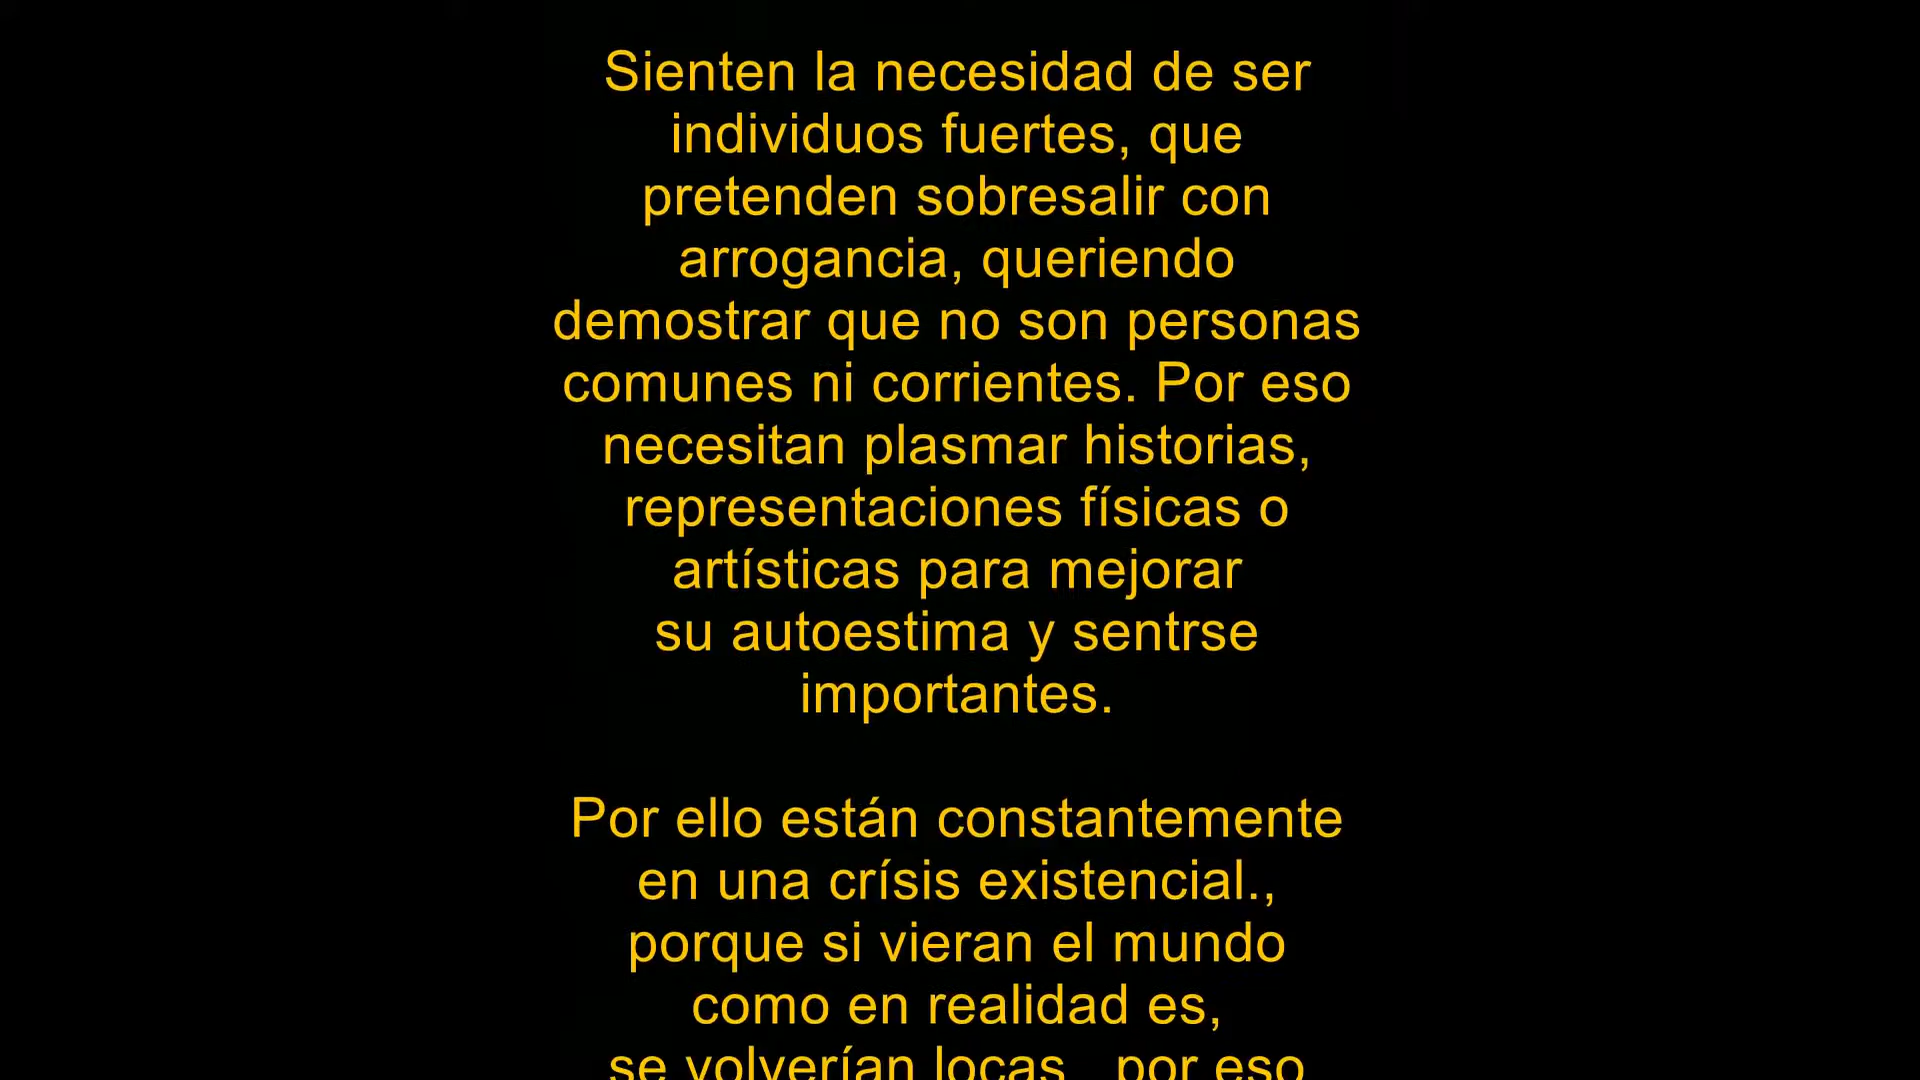 Sienten la necesidad de ser
individuos fuertes, que
pretenden sobresalir con
arrogancia, queriendo
demostrar que no son personas
comunes ni corrientes. Por eso
necesitan plasmar historias,
representaciones físicas o
artísticas para mejorar
su autoestima y sentrse
importantes.
Por ello están constantemente
en una crísis existencial.,
porque si vieran el mundo
como en realidad es,
se volverían locas por eso